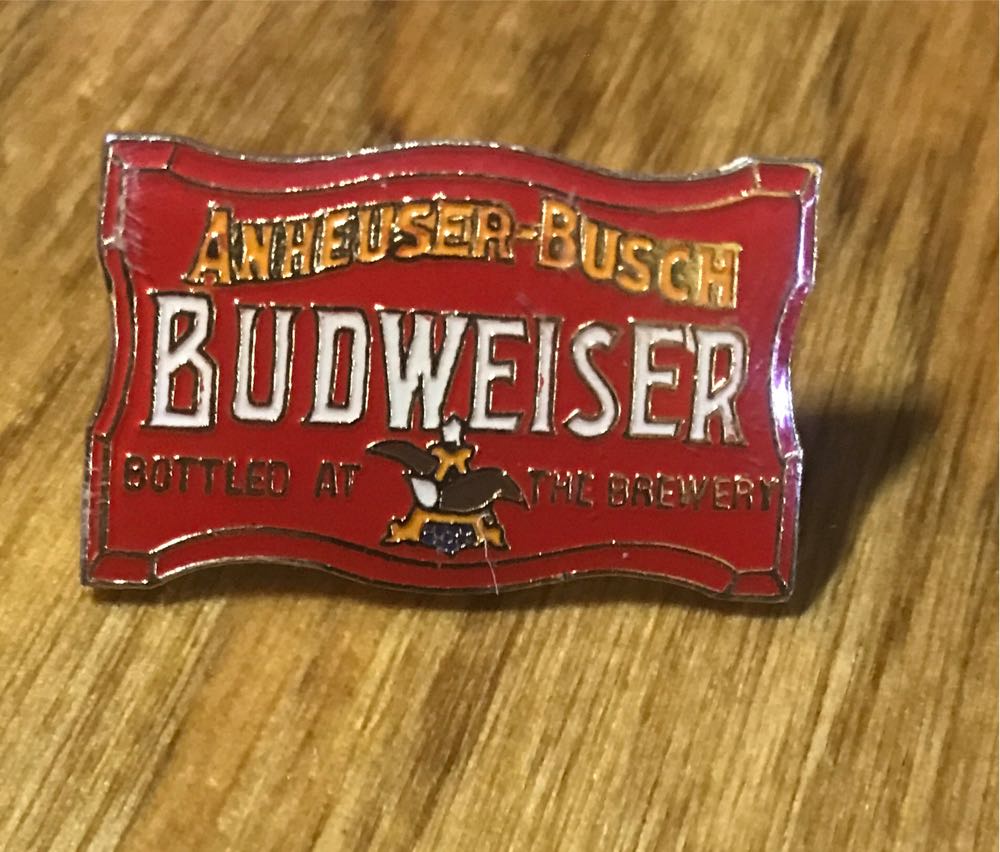 ANHEUSER-BUSCH
BUDWEISER
BOTTLED AT THE BREWERY